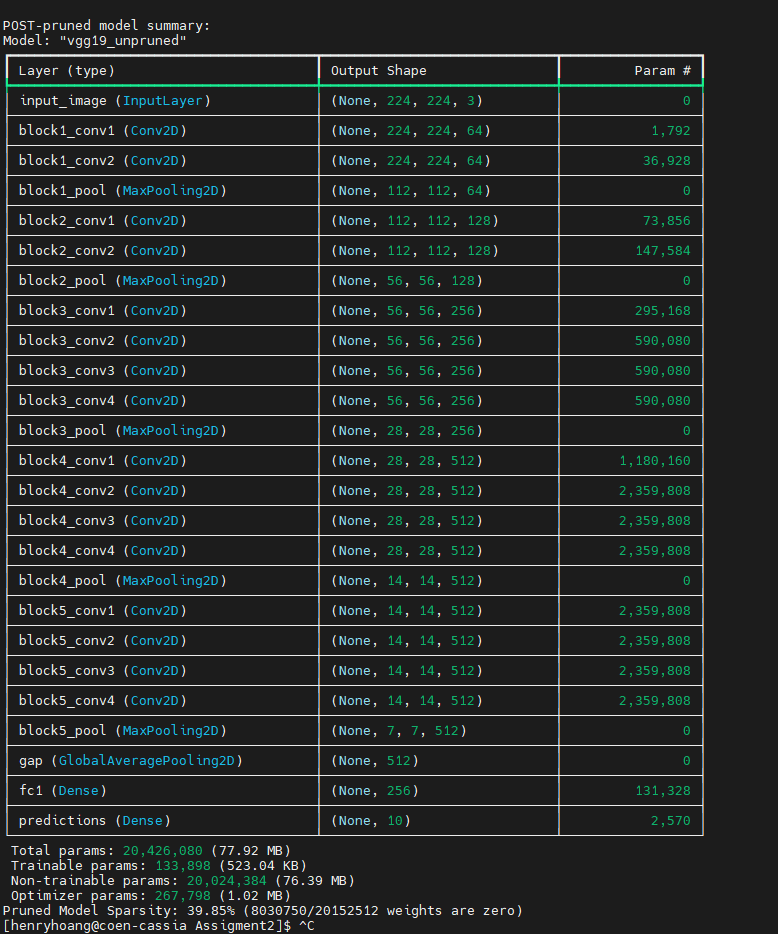 POST-pruned model summary:
Model: "vgg19_unpruned"
Layer (type) Output Shape Param #
input_image (InputLayer) (None, 224, 224, 3) 0
block1_conv1 (Conv2D) (None, 224, 224, 64) 1,792
block1_conv2 (Conv2D) (None, 224, 224, 64) 36,928
block1_pool (MaxPooling2D) (None, 112, 112, 64) 0
block2_conv1 (Conv2D) (None, 112, 112, 128) 73,856
block2_conv2 (Conv2D) (None, 112, 112, 128) 147,584
block2_pool (MaxPooling2D) (None, 56, 56, 128) 0
block3_conv1 (Conv2D) (None, 56, 56, 256) 295,168
block3_conv2 (Conv2D) (None, 56, 56, 256) 590,080
block3_conv3 (Conv2D) (None, 56, 56, 256) 590,080
block3_conv4 (Conv2D) (None, 56, 56, 256) 590,080
block3_pool (MaxPooling2D) (None, 28, 28, 256) 0
block4_conv1 (Conv2D) (None, 28, 28, 512) 1,180,160
block4_conv2 (Conv2D) (None, 28, 28, 512) 2,359,808
block4_conv3 (Conv2D) (None, 28, 28, 512) 2,359,808
block4_conv4 (Conv2D) (None, 28, 28, 512) 2,359,808
block4_pool (MaxPooling2D) (None, 14, 14, 512) 0
block5_conv1 (Conv2D) (None, 14, 14, 512) 2,359,808
block5_conv2 (Conv2D) (None, 14, 14, 512) 2,359,808
block5_conv3 (Conv2D) (None, 14, 14, 512) 2,359,808
block5_conv4 (Conv2D) (None, 14, 14, 512) 2,359,808
block5_pool (MaxPooling2D) (None, 7, 7, 512) 0
gap (GlobalAveragePooling2D) (None, 512) 0
fc1 (Dense) (None, 256) 131,328
predictions (Dense) (None, 10) 2,570
Total params: 20,426,080 (77.92 MB)
Trainable params: 133,898 (523.04 KB)
Non-trainable params: 20,024,384 (76.39 MB)
Optimizer params: 267,798 (1.02 MB)
Pruned Model Sparsity: 39.85% (8030750/20152512 weights are zero)
[henryhoang@coen-cassia Assigment2]$ ^C